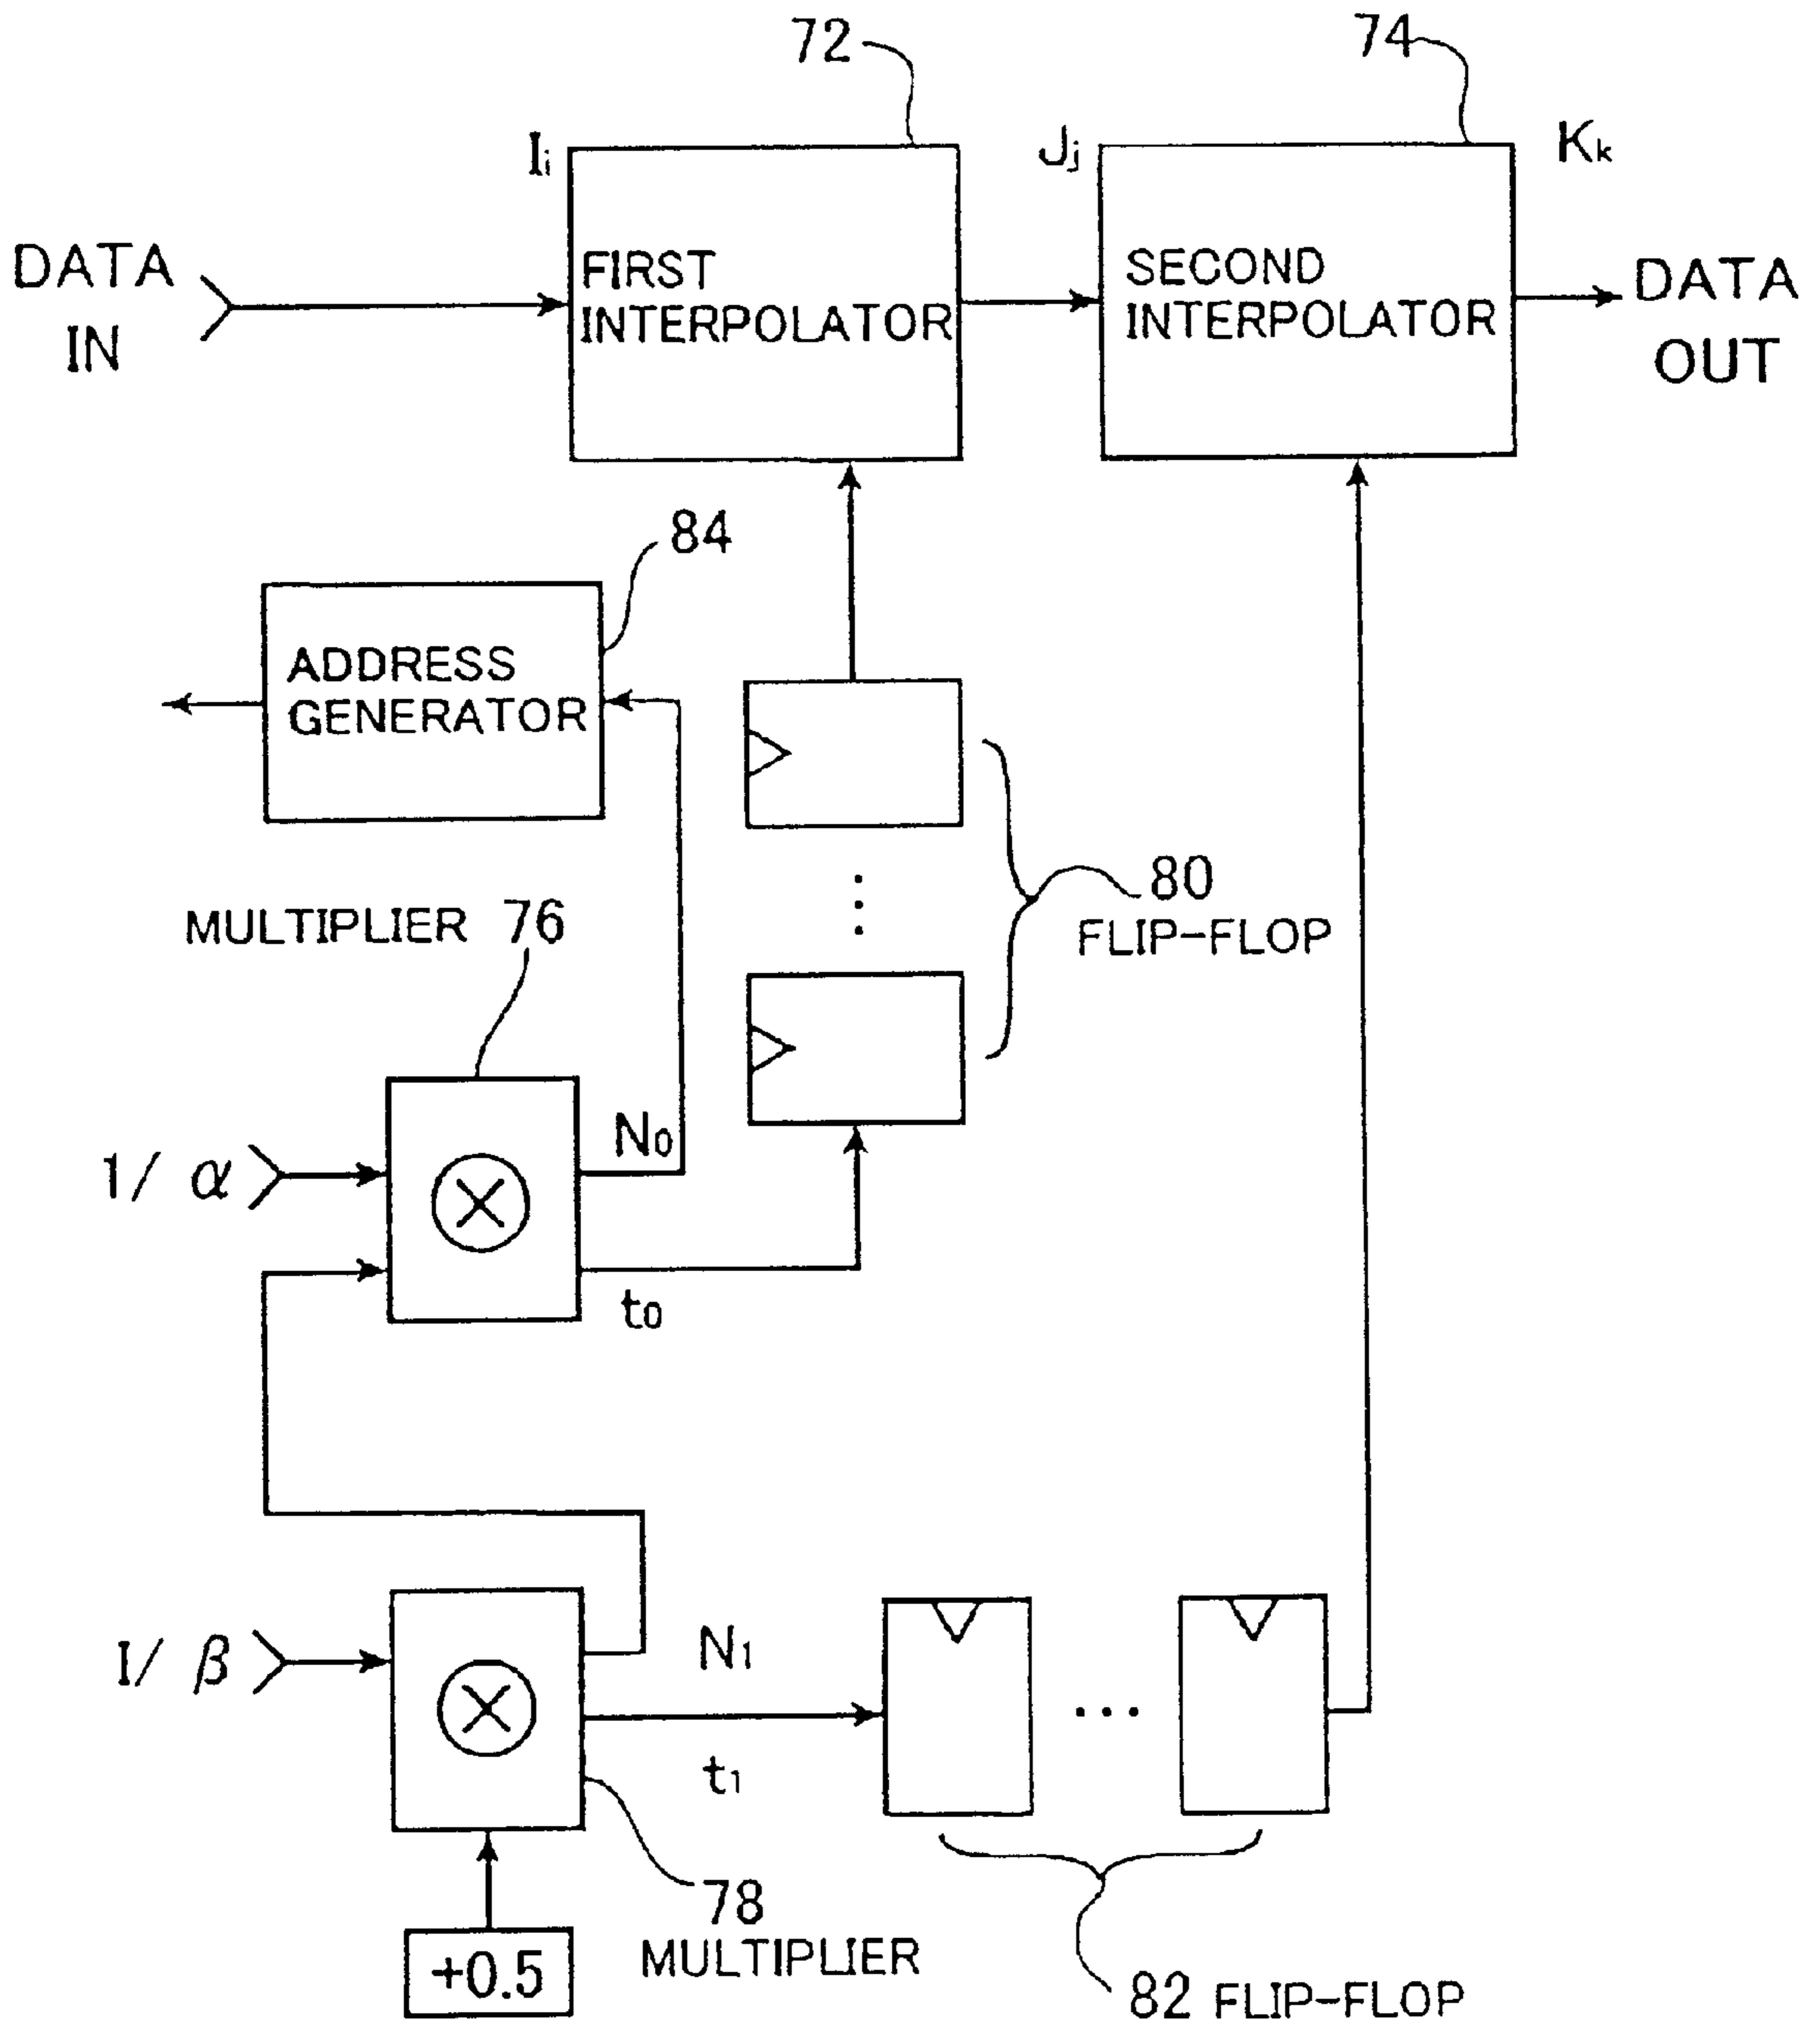 72
74
Ii
Jj
Kk
DATA
IN
FIRST
INTERPOLATOR
SECOND
INTERPOLATOR
DATA
OUT
84
ADDRESS
GENERATOR
80
FLIP-FLOP
MULTIPLIER 76
N0
1/ α
t0
I/ β
N1
t1
78
MULTIPLIER
+0.5
82 FLIP-FLOP